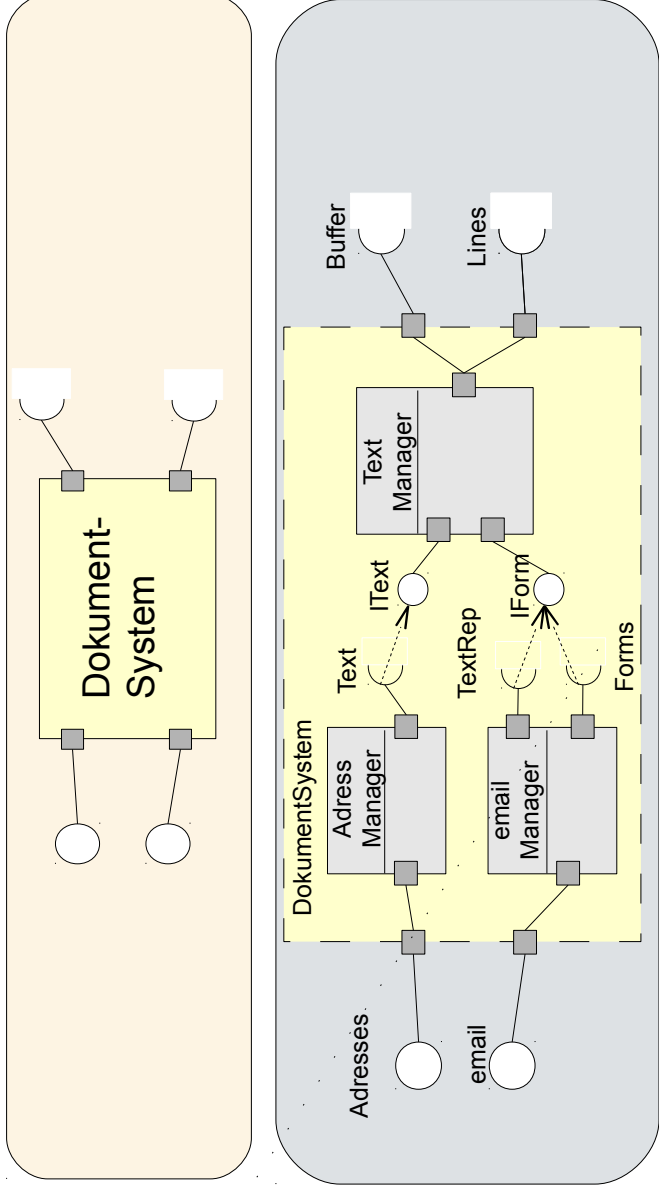 Dokument-
System
DokumentSystem
Adresses
Adress
Manager
Text
IText
Text
Manager
Buffer
email
email
Manager
TextRep
IForm
Forms
Lines